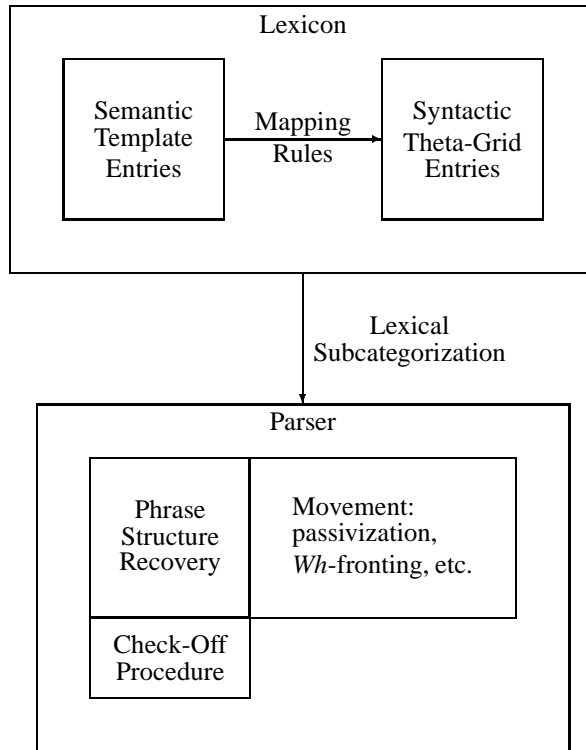 Lexicon
Semantic
Template
Entries
Mapping
Rules
Syntactic
Theta-Grid
Entries
Lexical
Subcategorization
Parser
Phrase
Structure
Recovery
Movement:
passivization,
Wh-fronting, etc.
Check-Off
Procedure